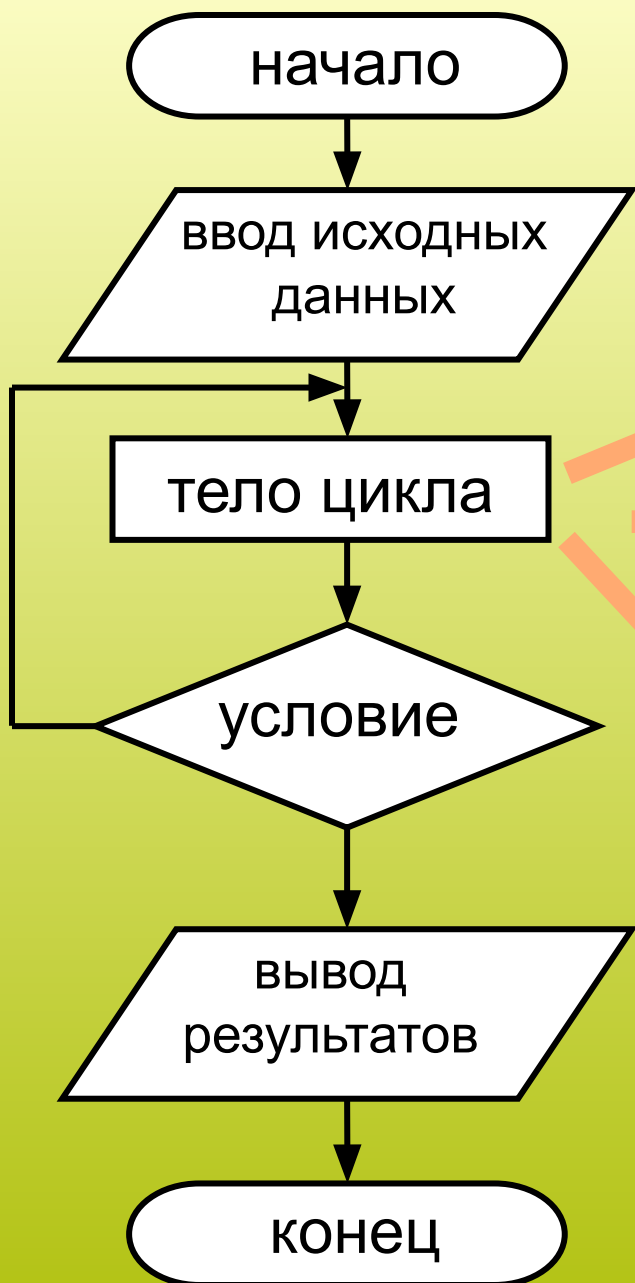 начало
ввод исходных
данных
тело цикла
условие
вывод
результатов
конец